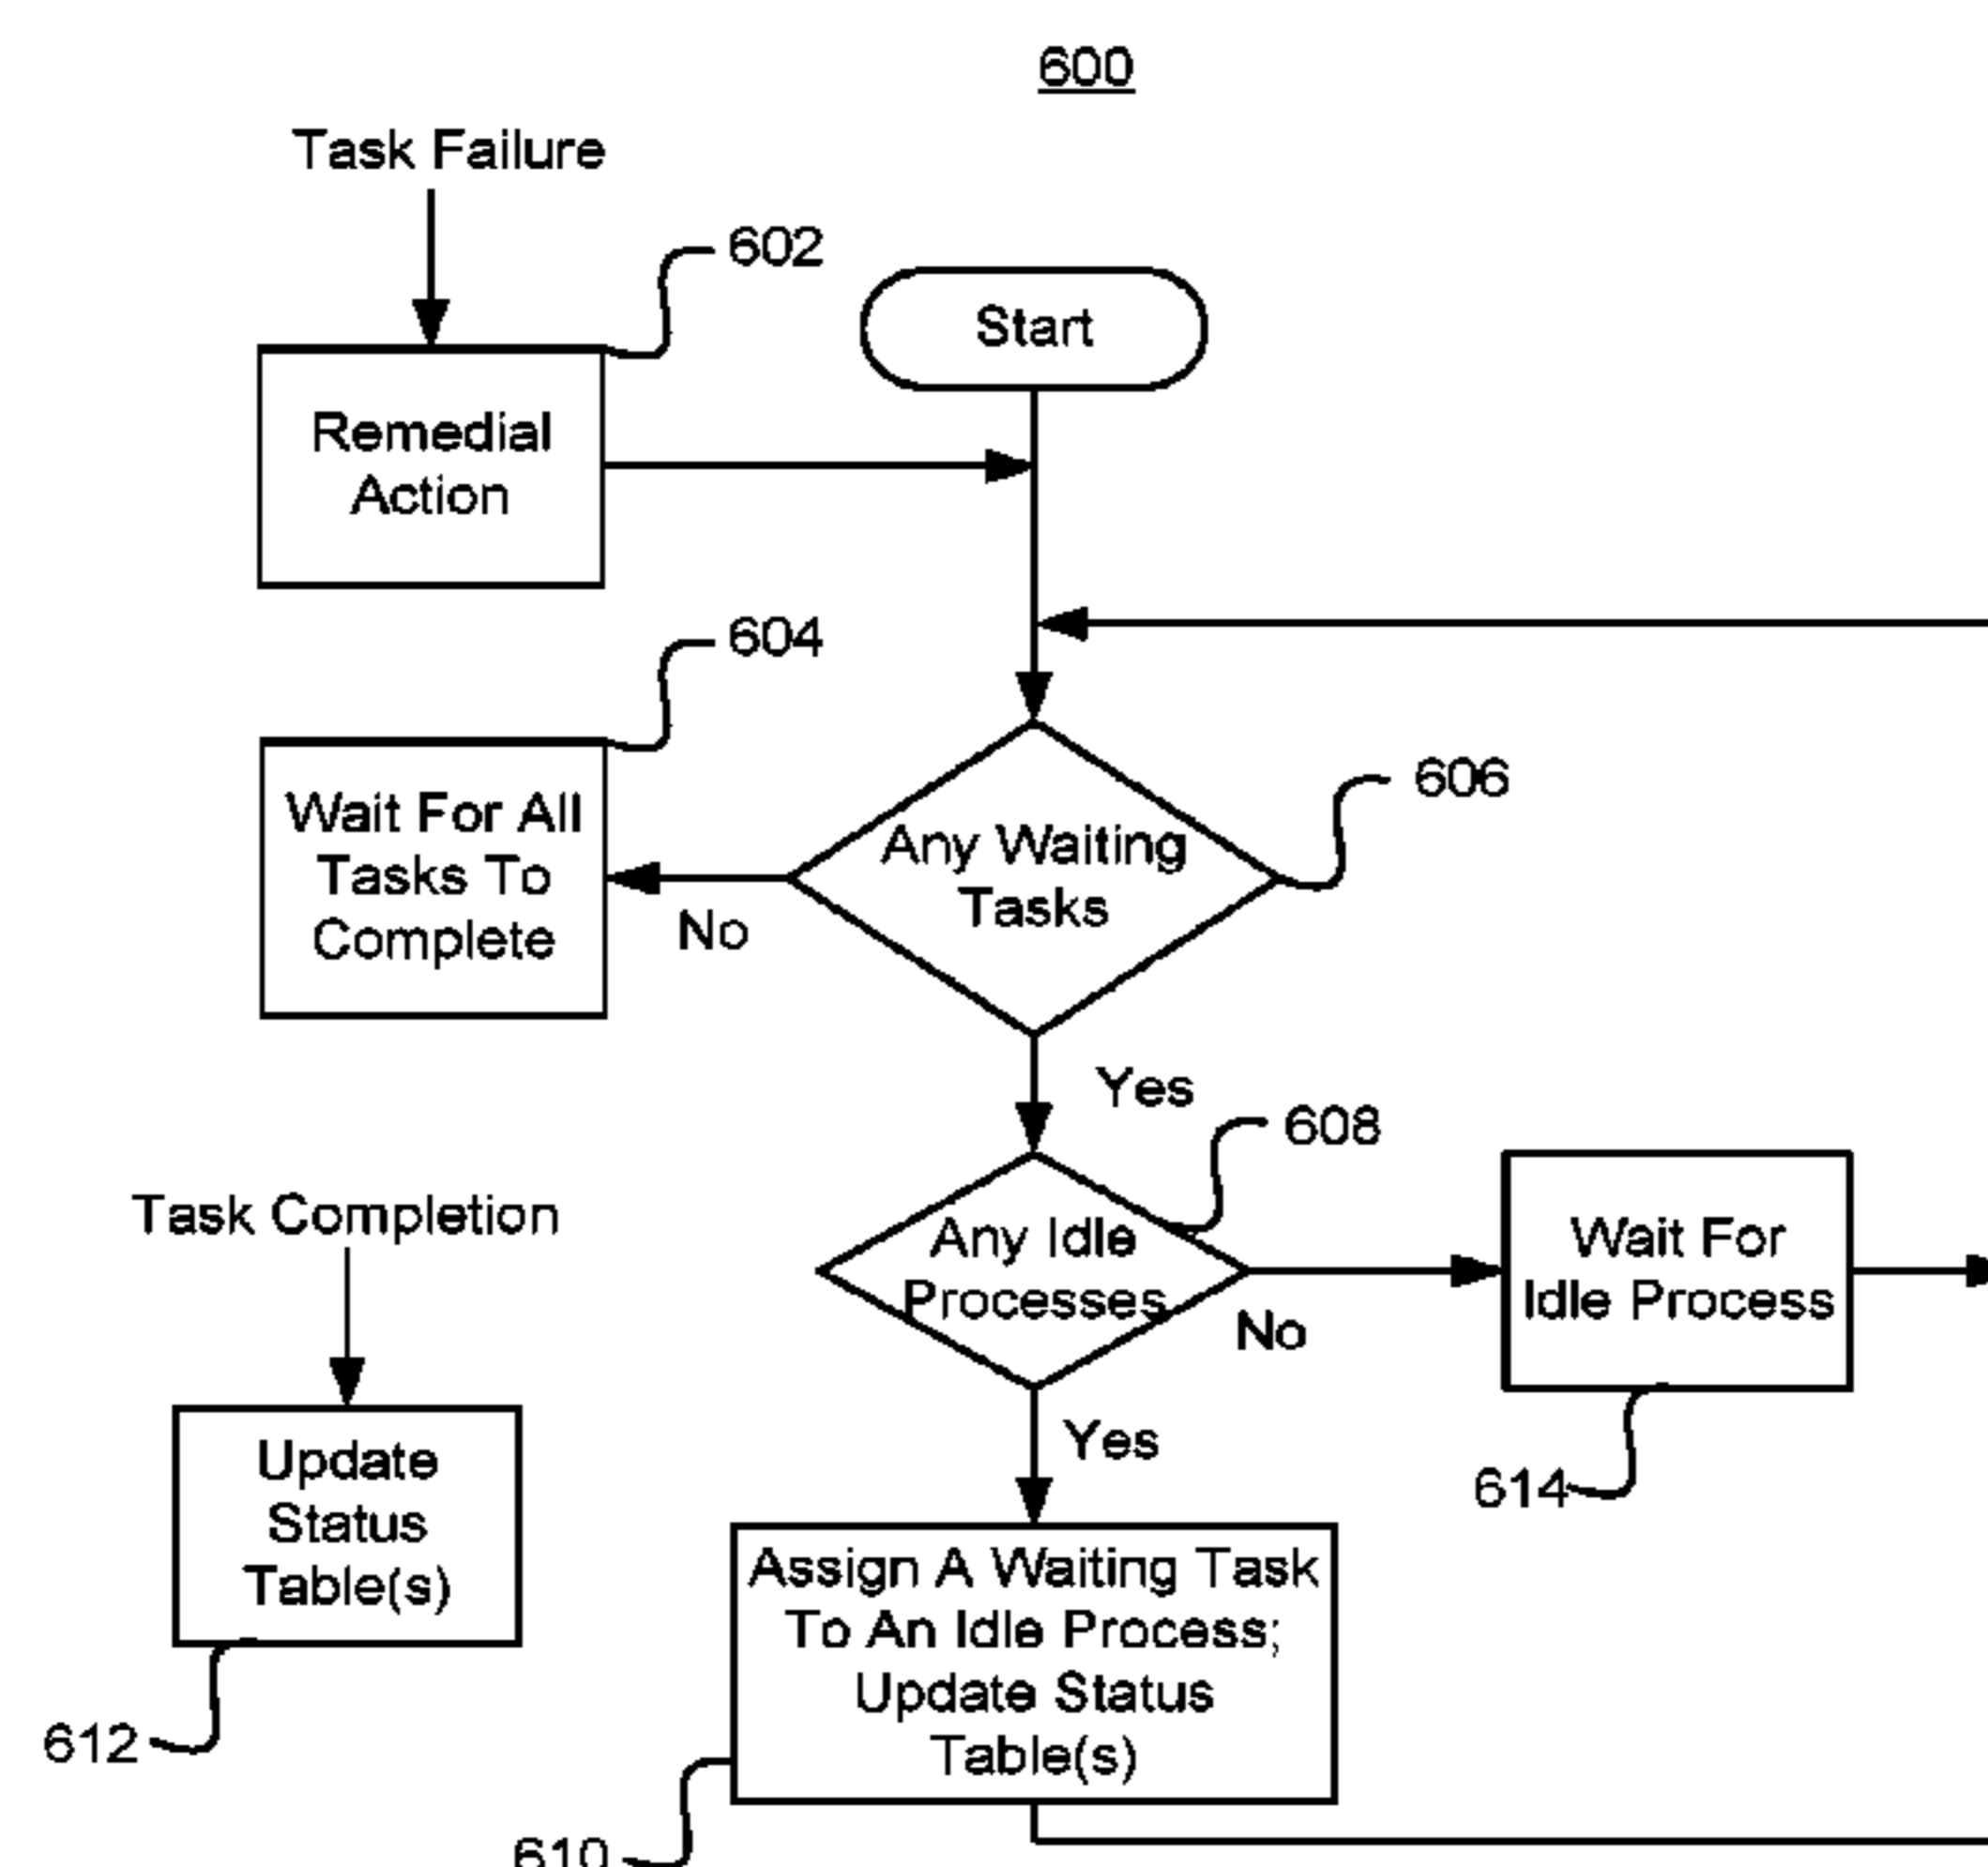 600
Task Failure
602
Start
Remedial
Action
604
606
Wait For All
Tasks To
Complete
Any Waiting
Tasks
No
Yes
608
Task Completion
Any Idle
Processes
Wait For
Idle Process
No
Update
Status
Table(s)
Yes
614
Assign A Waiting Task
To An Idle Process;
Update Status
Table(s)
612
610